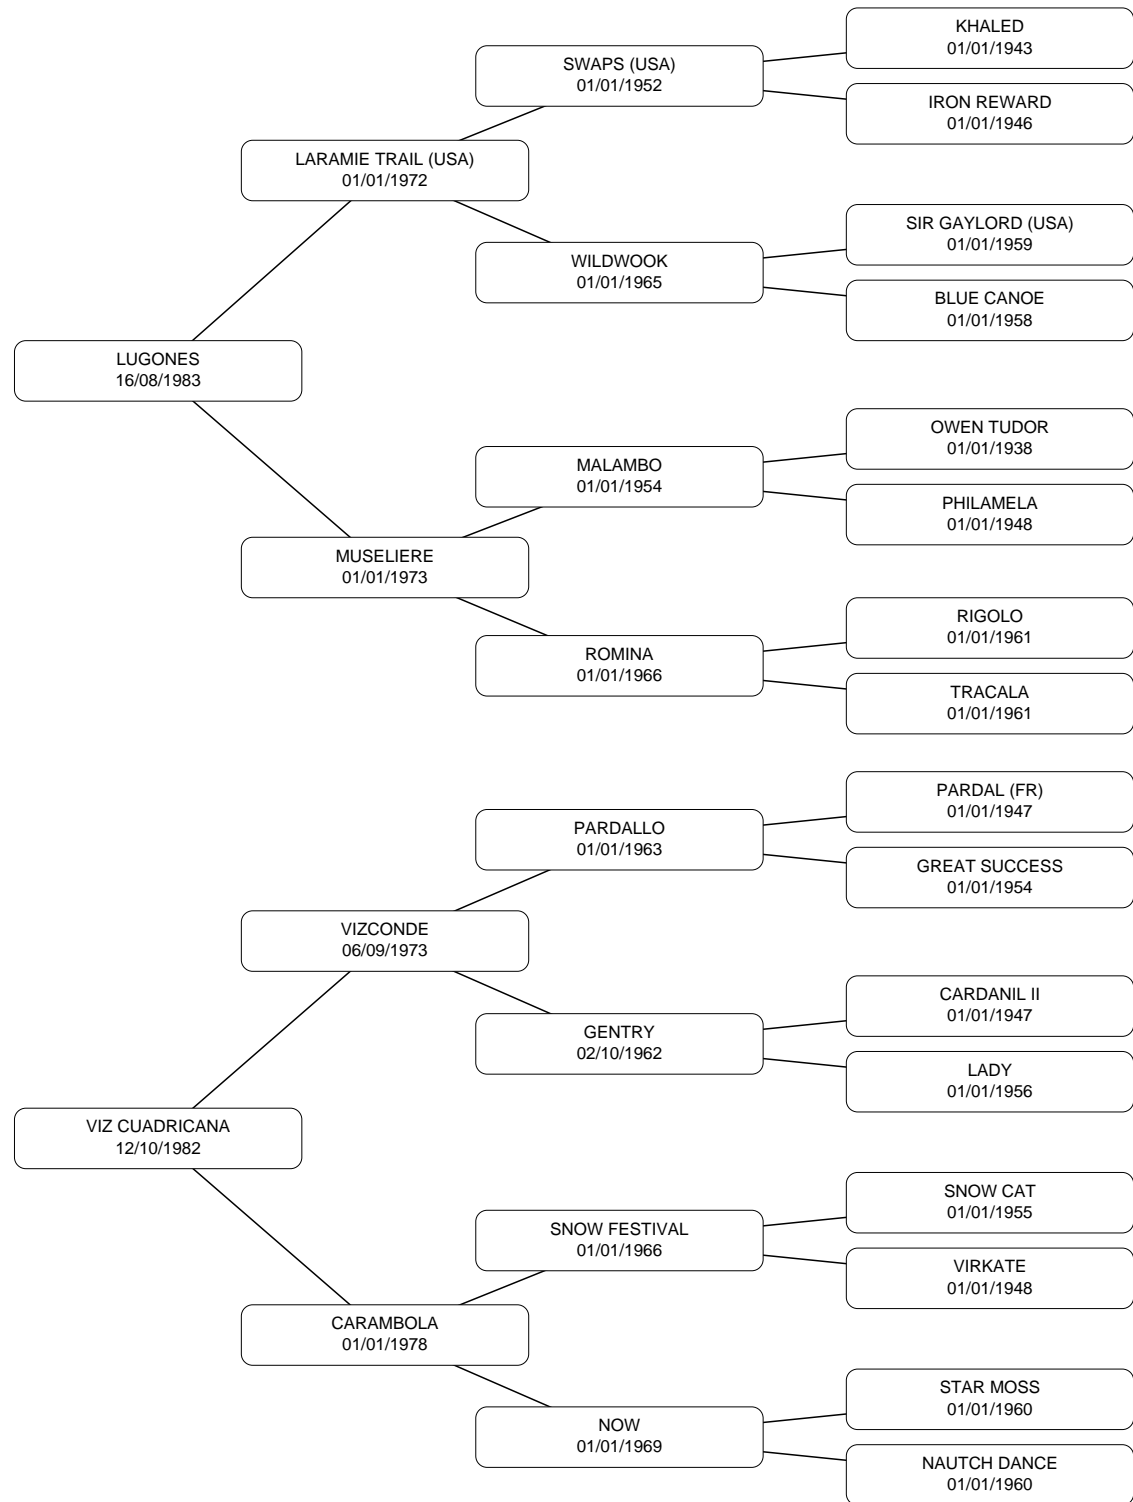 KHALED
01/01/1943
SWAPS (USA)
01/01/1952
IRON REWARD
01/01/1946
LARAMIE TRAIL (USA)
01/01/1972
SIR GAYLORD (USA)
01/01/1959
WILDWOOK
01/01/1965
BLUE CANOE
01/01/1958
LUGONES
16/08/1983
OWEN TUDOR
01/01/1938
MALAMBO
01/01/1954
PHILAMELA
01/01/1948
MUSELIERE
01/01/1973
RIGOLO
01/01/1961
ROMINA
01/01/1966
TRACALA
01/01/1961
PARDAL (FR)
01/01/1947
PARDALLO
01/01/1963
GREAT SUCCESS
01/01/1954
VIZCONDE
06/09/1973
CARDANIL II
01/01/1947
GENTRY
02/10/1962
LADY
01/01/1956
VIZ CUADRICANA
12/10/1982
SNOW CAT
01/01/1955
SNOW FESTIVAL
01/01/1966
VIRKATE
01/01/1948
CARAMBOLA
01/01/1978
STAR MOSS
01/01/1960
NOW
01/01/1969
NAUTCH DANCE
01/01/1960